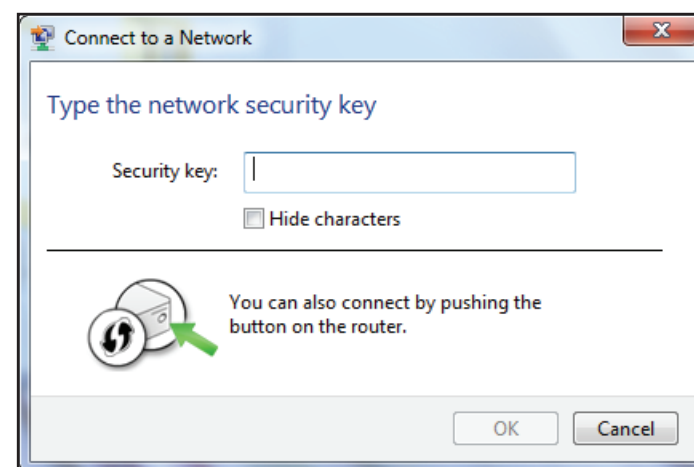 Connect to a Network
Type the network security key
Security key:
Hide characters
You can also connect by pushing the
button on the router.
OK
Cancel